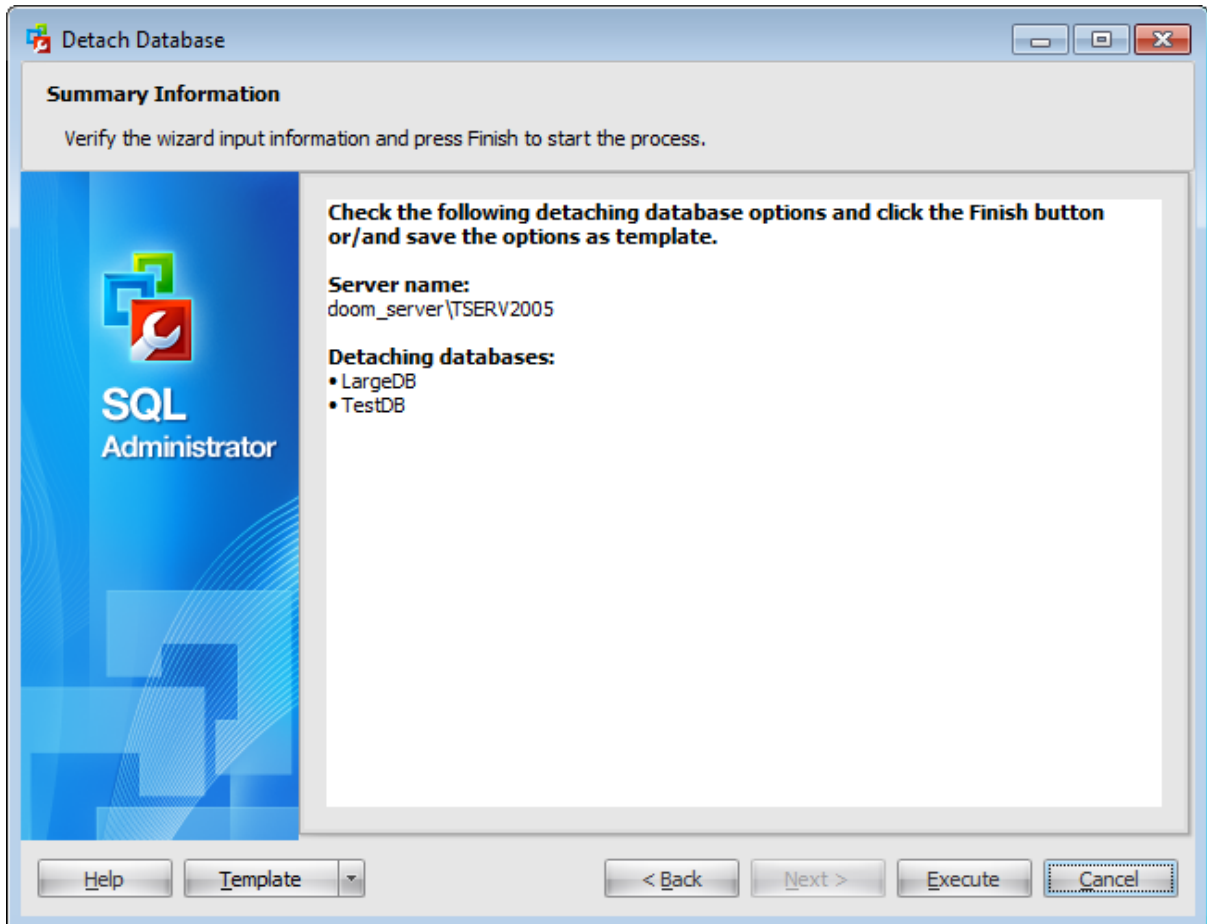 Detach Database
Summary Information
Verify the wizard input information and press Finish to start the process.
Check the following detaching database options and click the Finish button
or/and save the options as template.
Server name:
doom_server\TSERV2005
Detaching databases:
• LargeDB
• TestDB
SQL
Administrator
Help
Template
< Back
Next >
Execute
Cancel